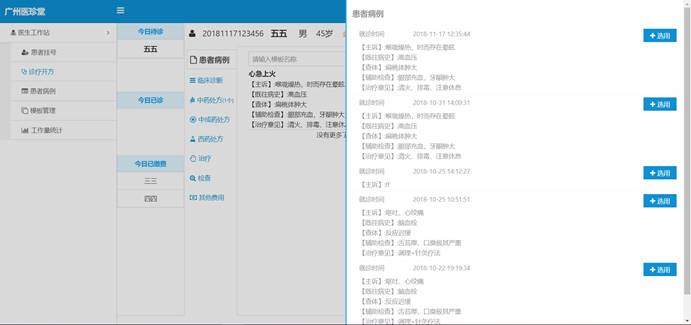 广州医珍堂
医生工作站
患者挂号
诊疗开方
患者病例
模板管理
工作量统计
今日待诊
五五
今日已诊
今日已缴费
三三
四四
20181117123456 五五 男 45岁
患者病例
临床诊断
中药处方(1个)
中成药处方
西药处方
治疗
检查
其他费用
请输入模板名称
心急上火
【主诉】:喉咙燥热、时而存在晕眩
【既往病史】:高血压
【查体】:扁桃体肿大
【辅助检查】:眼部充血、牙龈肿大
【治疗意见】:清火、排毒、注意休
没有更多了
患者病例
就诊时间 2018-11-17 12:35:44
选用
【主诉】:喉咙燥热、时而存在晕眩
【既往病史】:高血压
【查体】:扁桃体肿大
【辅助检查】:眼部充血、牙龈肿大
【治疗意见】:清火、排毒、注意休息
就诊时间 2018-10-31 14:09:31
选用
【主诉】:喉咙燥热、时而存在晕眩
【既往病史】:高血压
【查体】:扁桃体肿大
【辅助检查】:眼部充血、牙龈肿大
【治疗意见】:清火、排毒、注意休息
就诊时间 2018-10-25 14:12:27
选用
【主诉】:ff
就诊时间 2018-10-25 10:51:51
选用
【主诉】:呕吐、心绞痛
【既往病史】:脑血栓
【查体】:反应迟缓
【辅助检查】:舌苔厚、口臭极其严重
【治疗意见】:调理+针灸疗法
就诊时间 2018-10-22 19:19:34
选用
【主诉】:呕吐、心绞痛
【既往病史】:脑血栓
【查体】:反应迟缓
【辅助检查】:舌苔厚、口臭极其严重
【治疗意见】:调理+针灸疗法